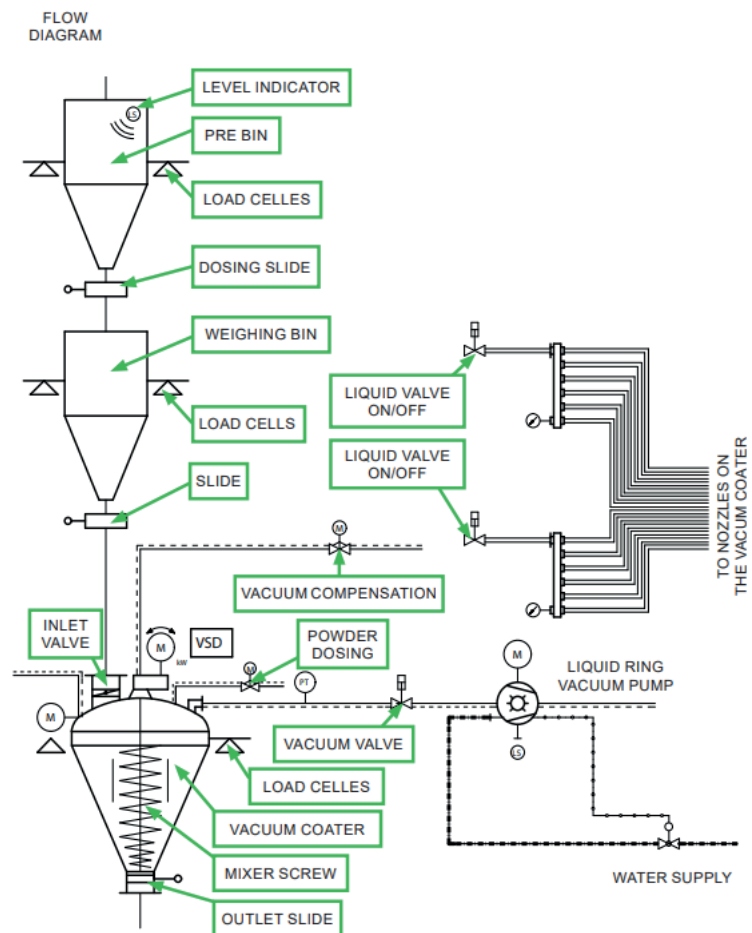 FLOW
DIAGRAM
LEVEL INDICATOR
LS
PRE BIN
LOAD CELLES
DOSING SLIDE
WEIGHING BIN
LOAD CELLS
SLIDE
LIQUID VALVE
ON/OFF
LIQUID VALVE
ON/OFF
TO NOZZLES ON
THE VACUM COATER
M
VACUUM COMPENSATION
INLET
VALVE
M
kW
VSD
POWDER
DOSING
M
PT
M
LIQUID RING
VACUUM PUMP
M
VACUUM VALVE
LS
LOAD CELLES
VACUUM COATER
MIXER SCREW
WATER SUPPLY
OUTLET SLIDE